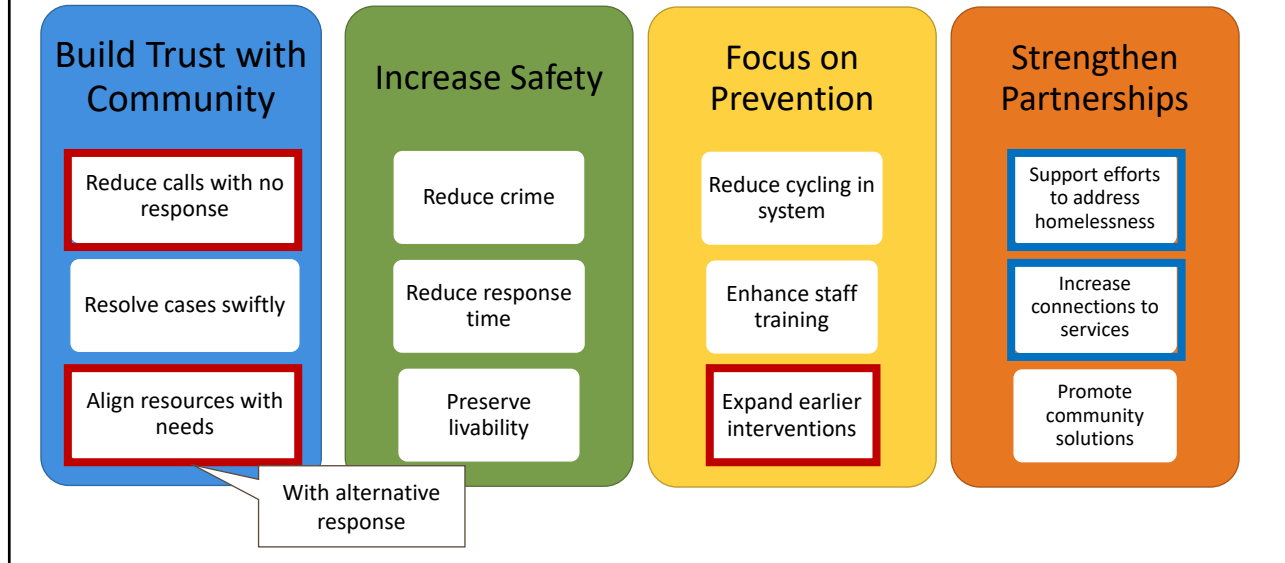 Build Trust with
Community
Reduce calls with no
response
Resolve cases swiftly
Align resources with
needs
With alternative
response
Increase Safety
Reduce crime
Reduce response
time
Preserve
livability
Focus on
Prevention
Reduce cycling in
system
Enhance staff
training
Expand earlier
interventions
Strengthen
Partnerships
Support efforts
to address
homelessness
Increase
connections to
services
Promote
community
solutions